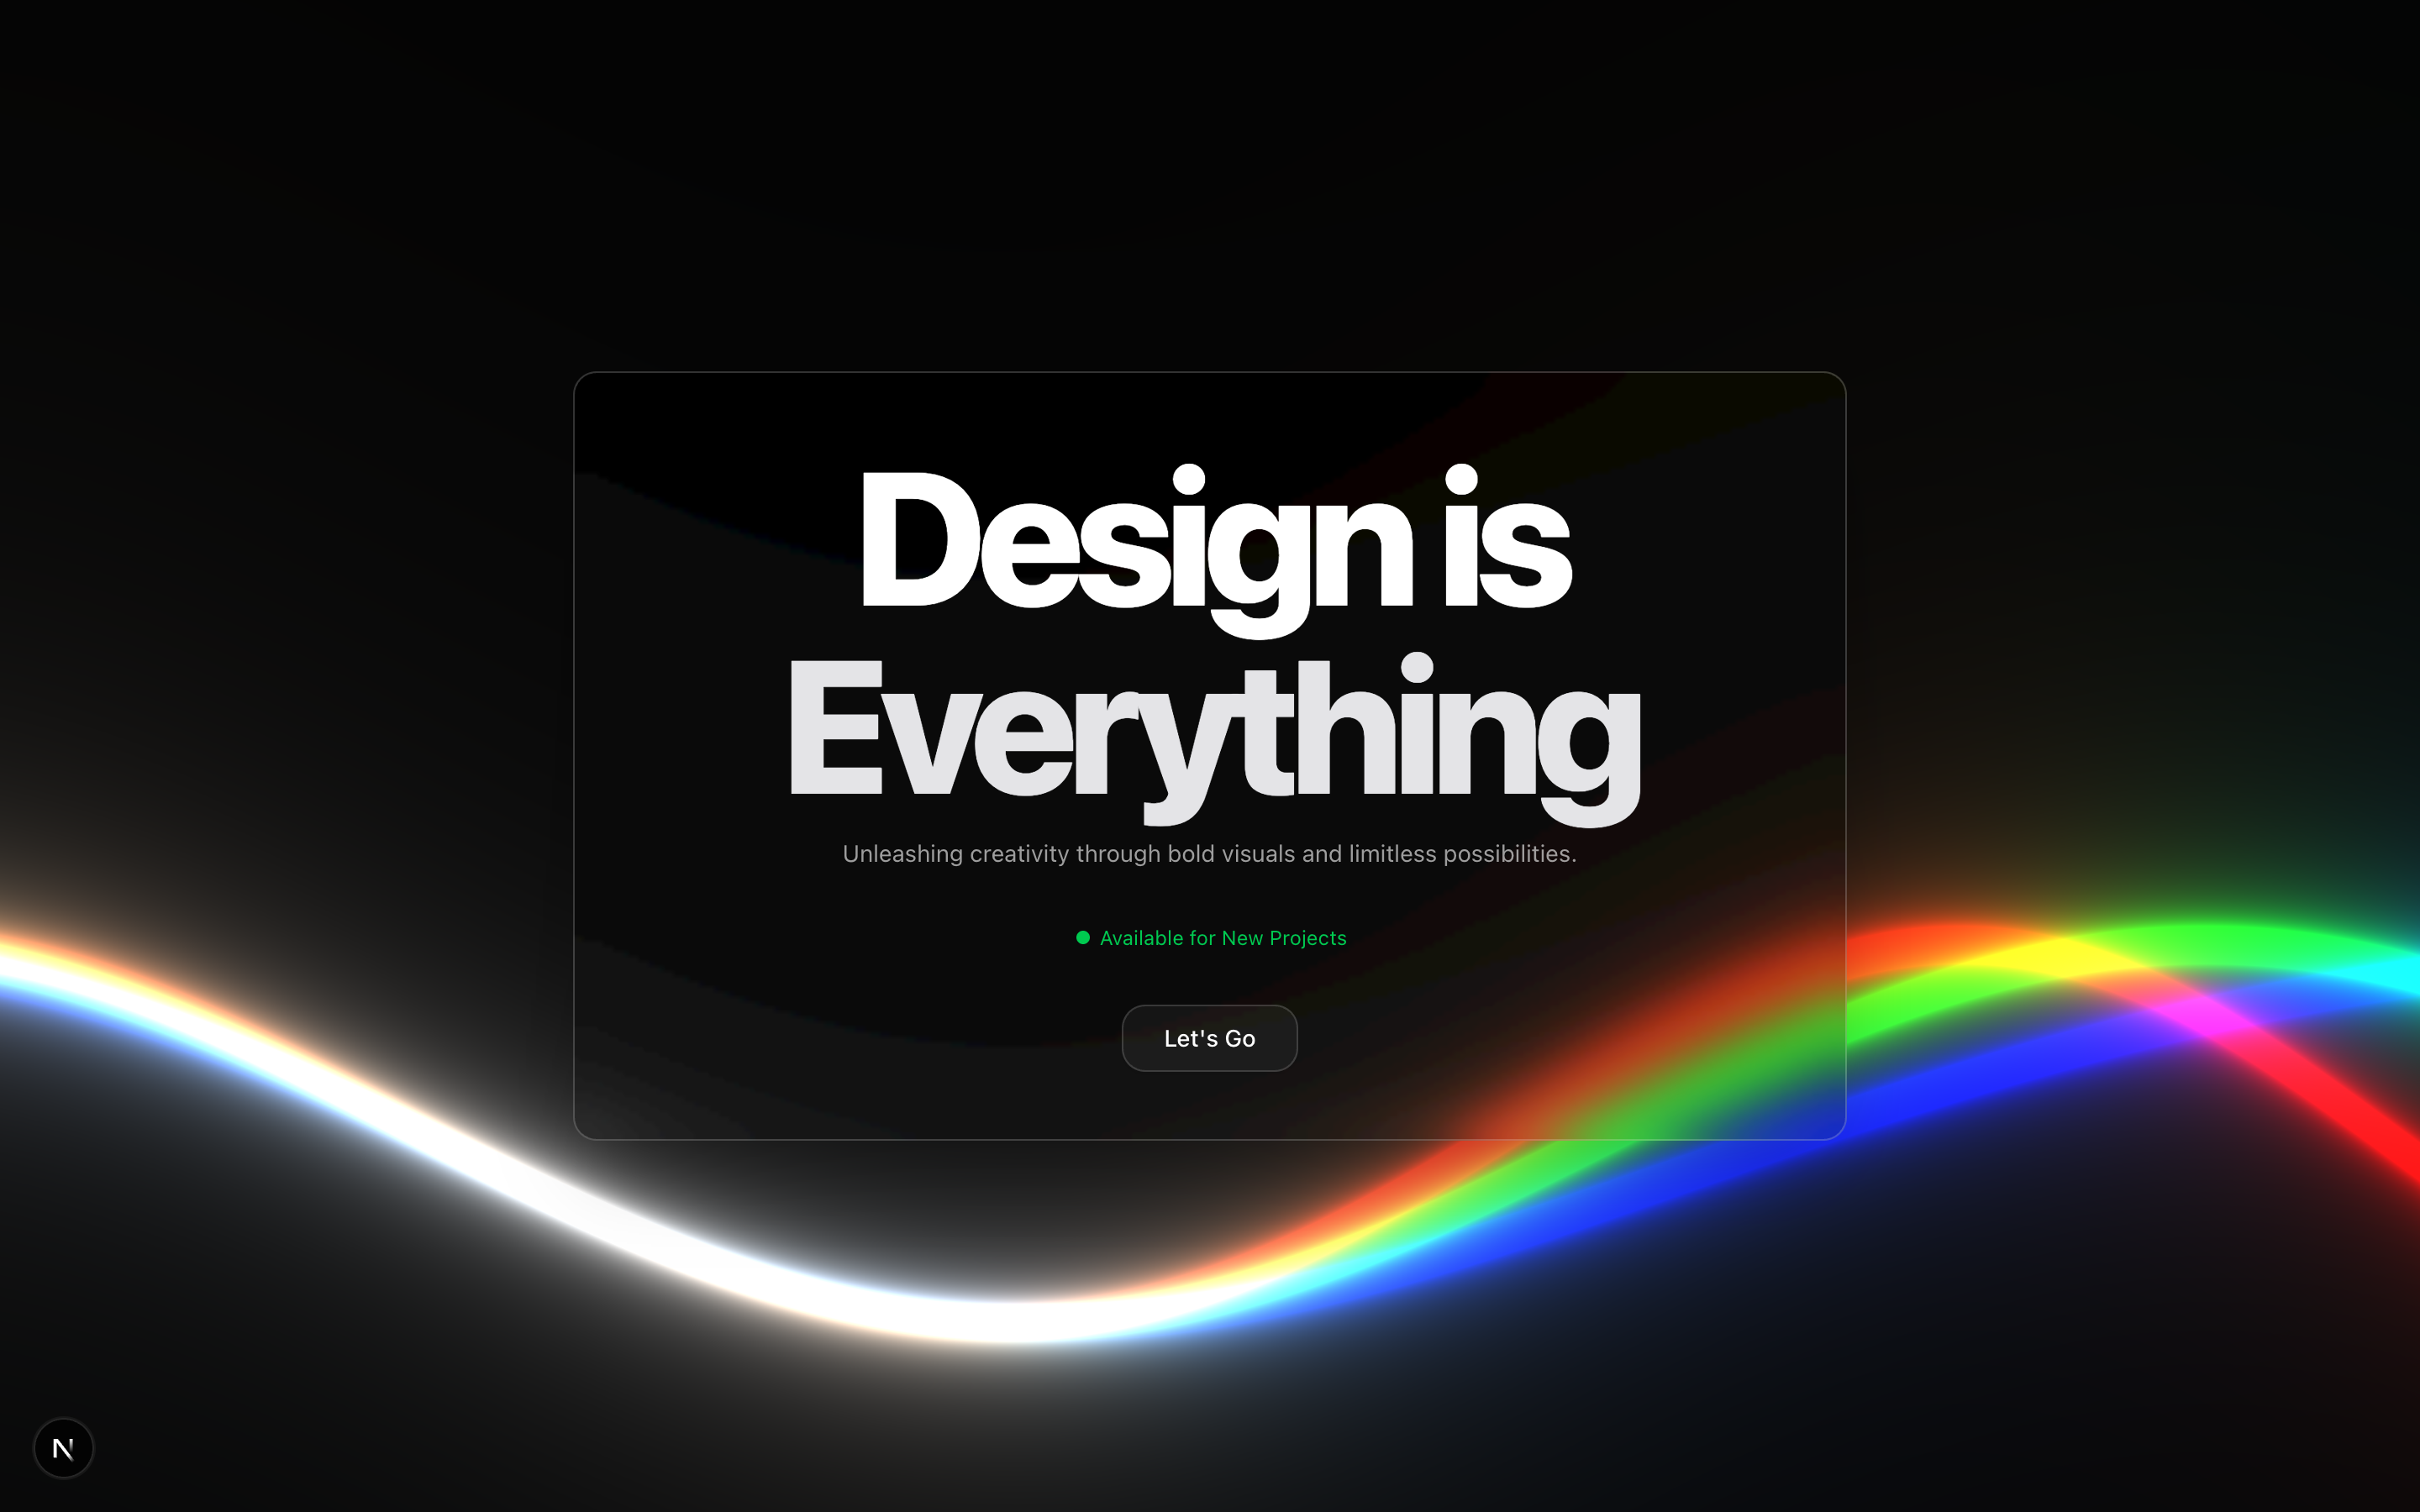 Design is
Everything
Unleashing creativity through bold visuals and limitless possibilities.
Available for New Projects
Let's Go
N